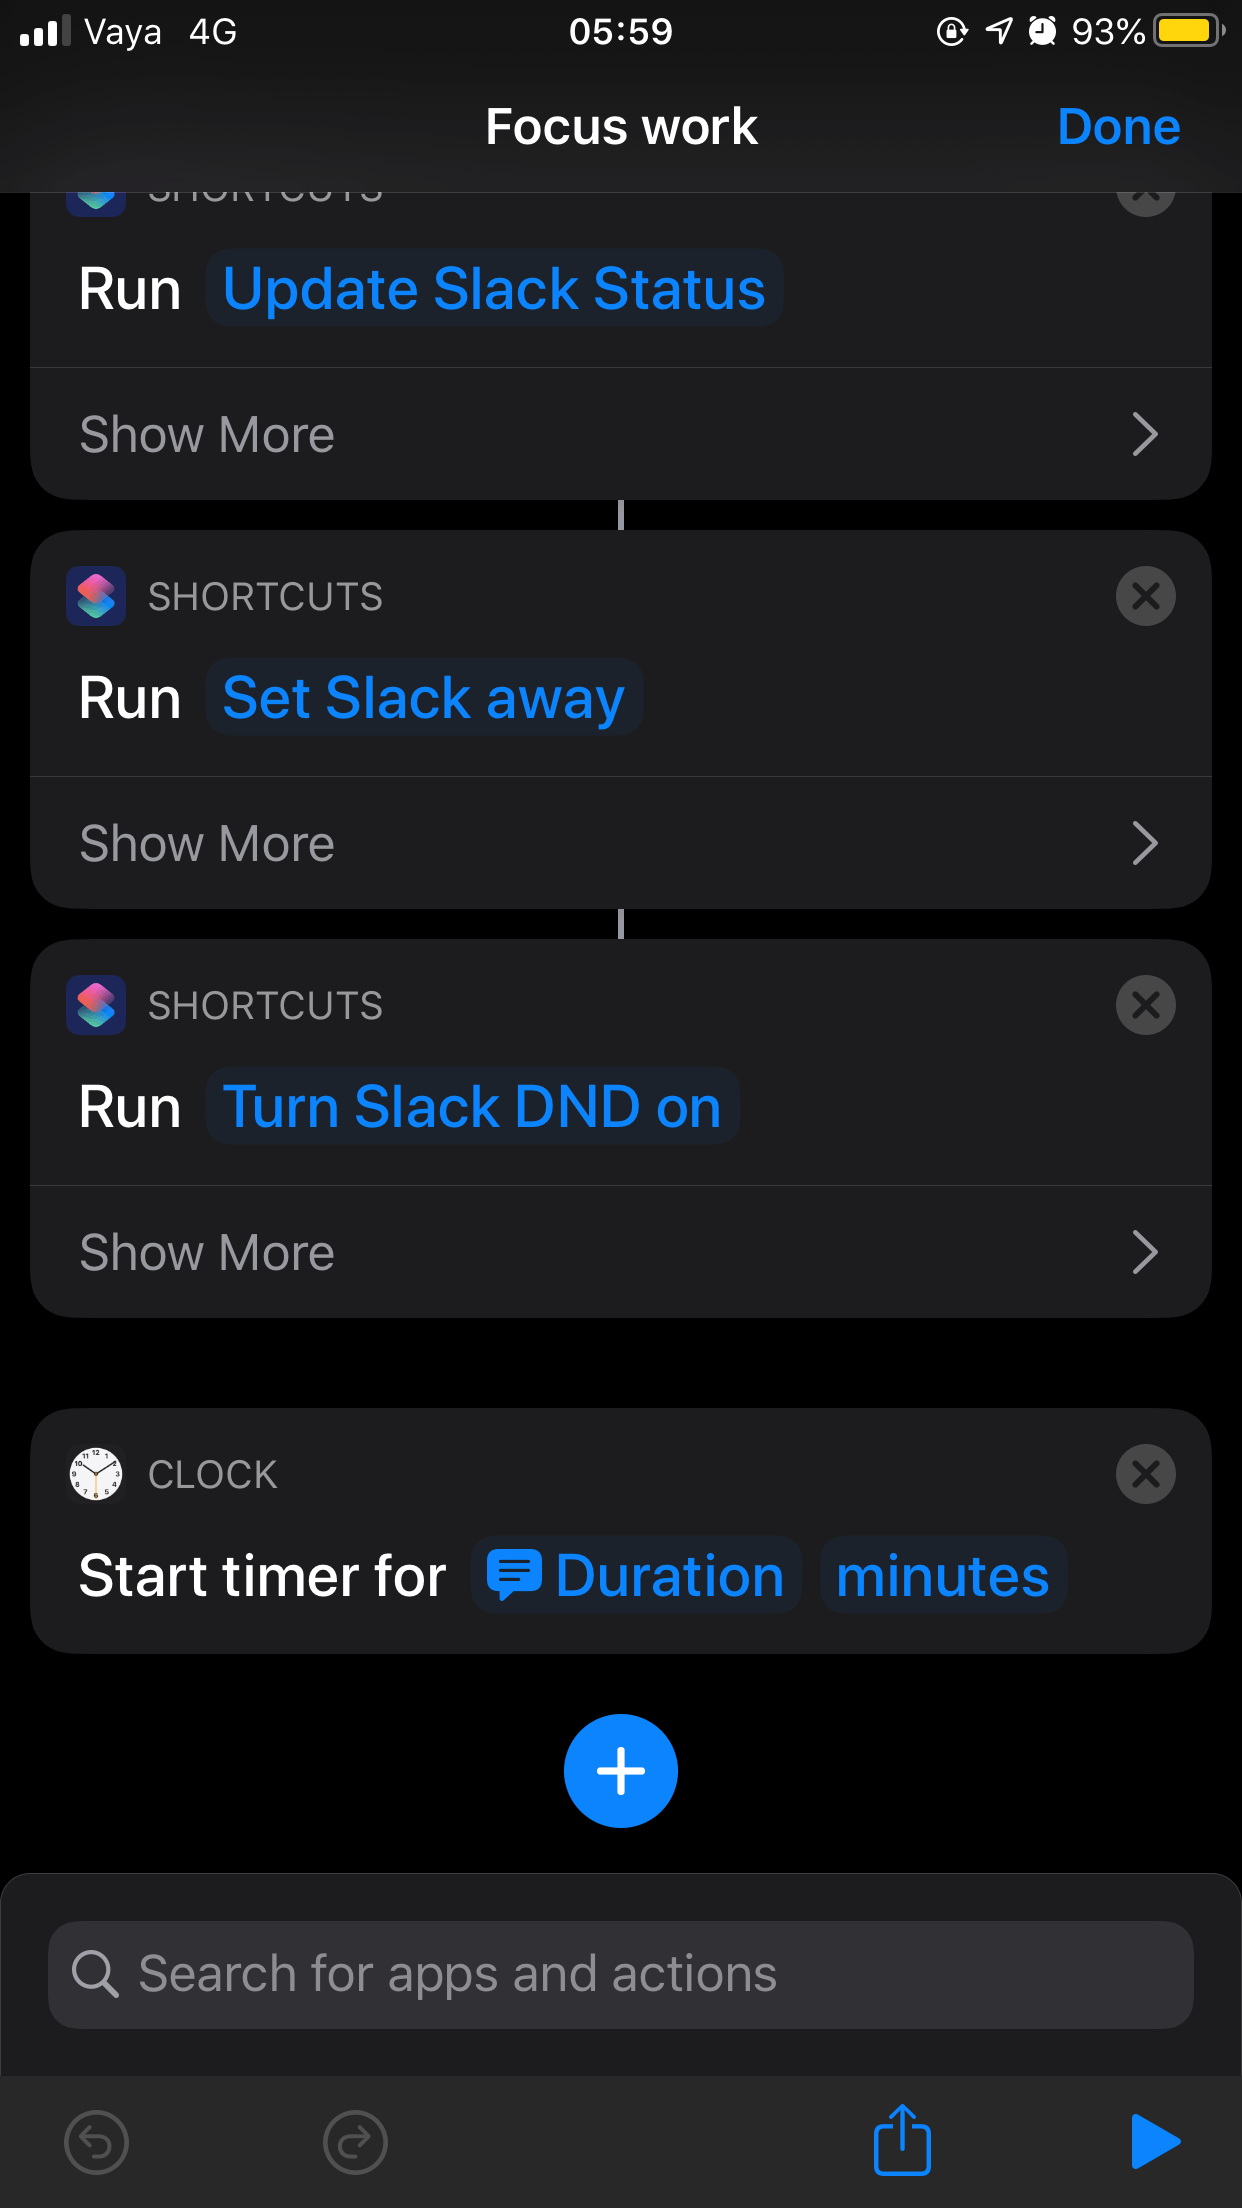 Vaya 4G 05:59 93%
Focus work Done
SHORTCUTS
Run Update Slack Status
Show More
SHORTCUTS
Run Set Slack away
Show More
SHORTCUTS
Run Turn Slack DND on
Show More
CLOCK
Start timer for Duration minutes
Search for apps and actions